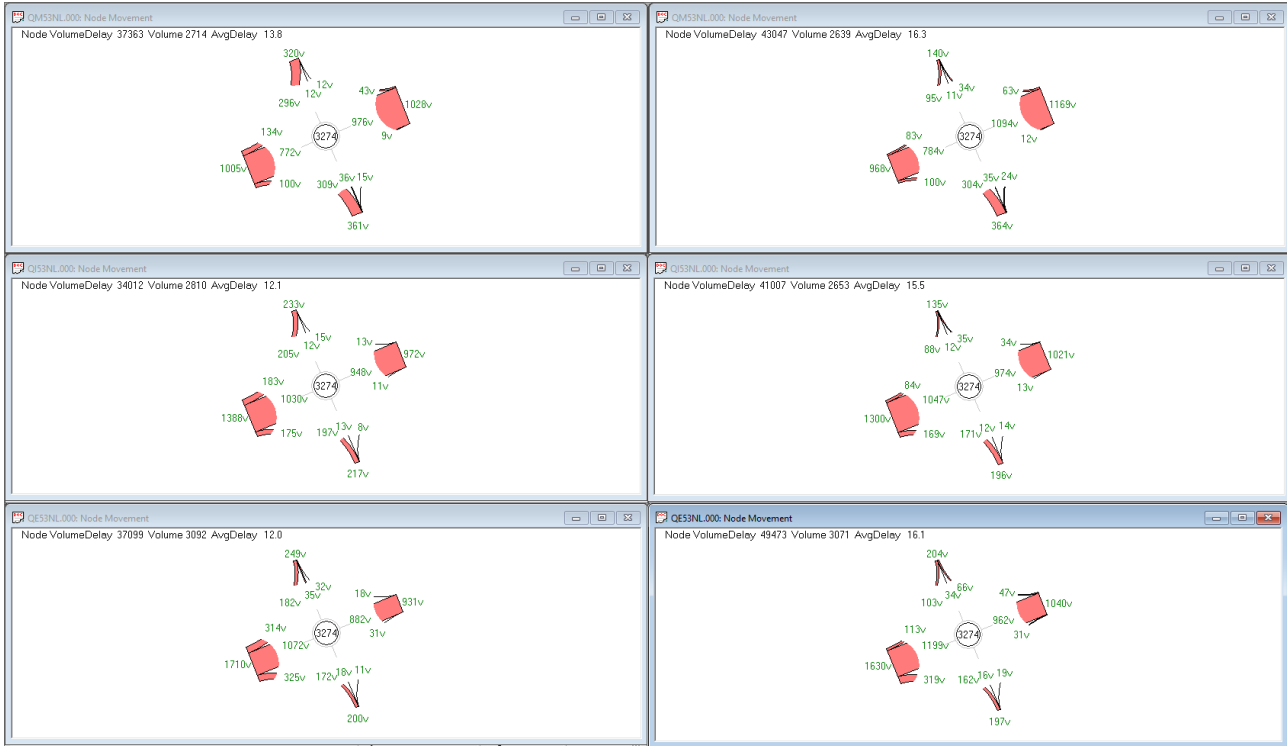 QM53NL.000: Node Movement
Node VolumeDelay 37363 Volume 2714 AvgDelay 13.8
320v
12v
12v
296v
43v
1028v
976v
9v
3274
134v
772v
1005v
100v
309v
36v
15v
361v
QM53NL.000: Node Movement
Node VolumeDelay 43047 Volume 2639 AvgDelay 16.3
140v
34v
11v
95v
63v
1169v
1094v
12v
3274
83v
784v
968v
100v
304v
35v
24v
364v
QI53NL.000: Node Movement
Node VolumeDelay 34012 Volume 2810 AvgDelay 12.1
233v
15v
12v
205v
13v
972v
948v
11v
3274
183v
1030v
1388v
175v
197v
13v
8v
217v
QI53NL.000: Node Movement
Node VolumeDelay 41007 Volume 2653 AvgDelay 15.5
135v
35v
12v
88v
34v
1021v
974v
13v
3274
84v
1047v
1300v
169v
171v
12v
14v
196v
QE53NL.000: Node Movement
Node VolumeDelay 37099 Volume 3092 AvgDelay 12.0
249v
32v
35v
182v
18v
931v
882v
31v
3274
314v
1072v
1710v
325v
172v
18v
11v
200v
QE53NL.000: Node Movement
Node VolumeDelay 49473 Volume 3071 AvgDelay 16.1
204v
66v
34v
103v
47v
1040v
962v
31v
3274
113v
1199v
1630v
319v
162v
16v
19v
197v